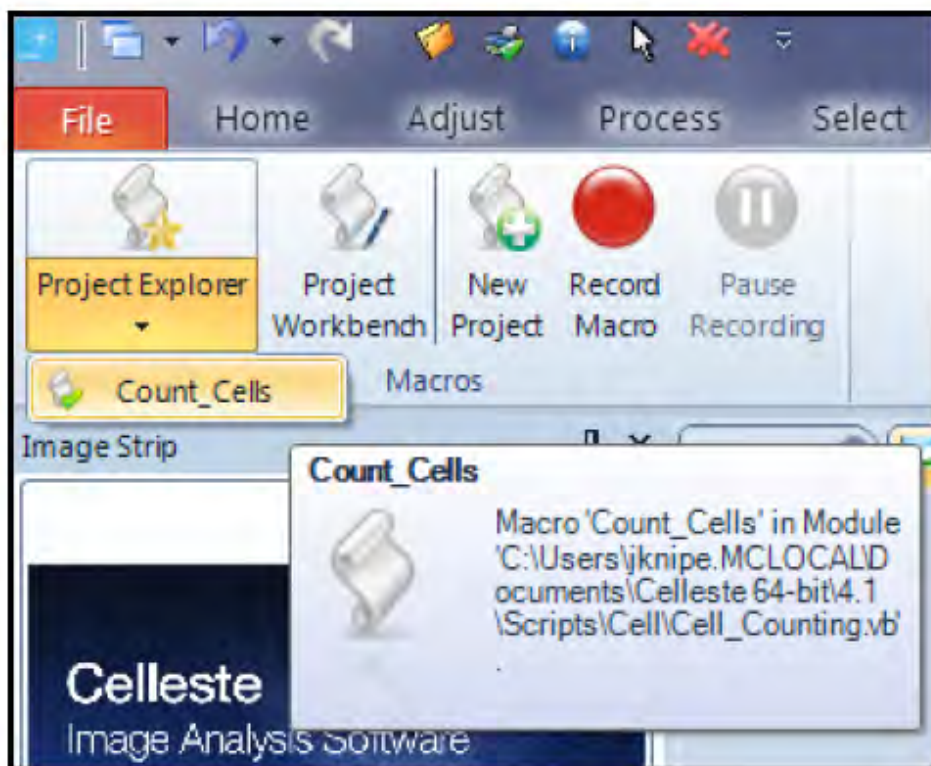 File Home Adjust Process Select
Project Explorer
Project Workbench
New Project
Record Macro
Pause Recording
Count_Cells
Macros
Image Strip
Count_Cells
Macro 'Count_Cells' in Module
'C:\Users\jknipe.MCLOCAL\D
ocuments\Celleste 64-bit\4.1
\Scripts\Cell\Cell_Counting.vb'
.
Celleste
Image Analysis Software